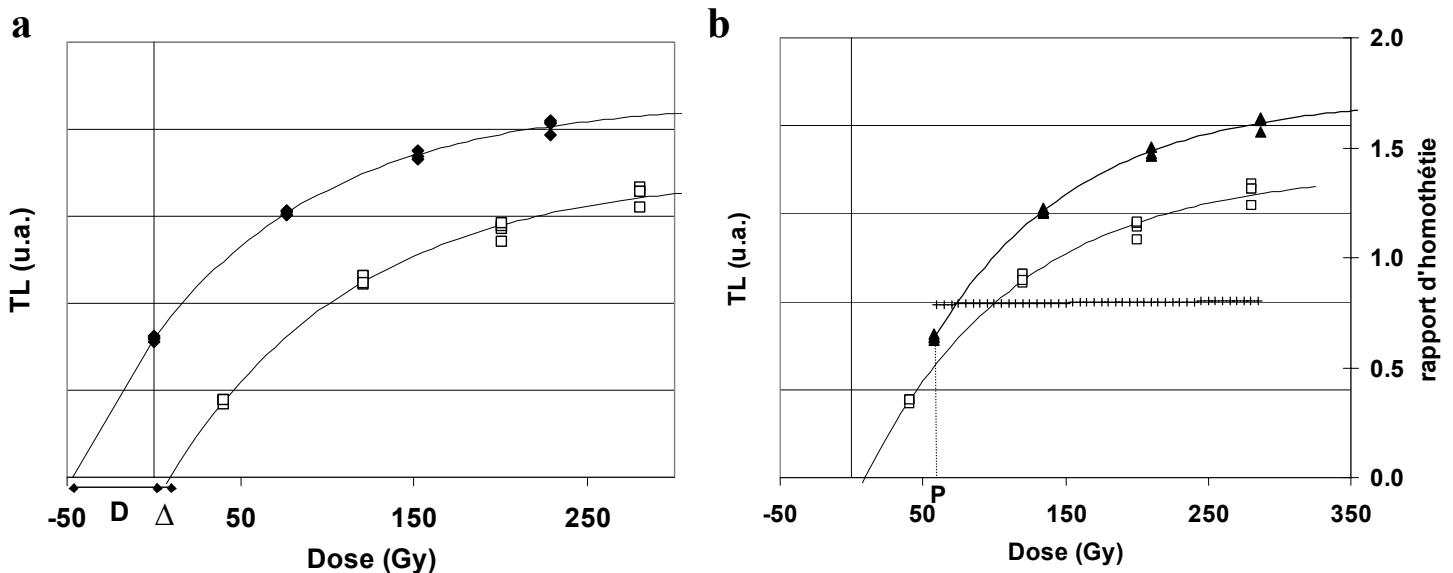 a
TL (u.a.)
D Δ
-50 50 150 250
Dose (Gy)
b
2.0
1.5
1.0
0.5
0.0
TL (u.a.)
rapport d'homothétie
P
-50 50 150 250 350
Dose (Gy)